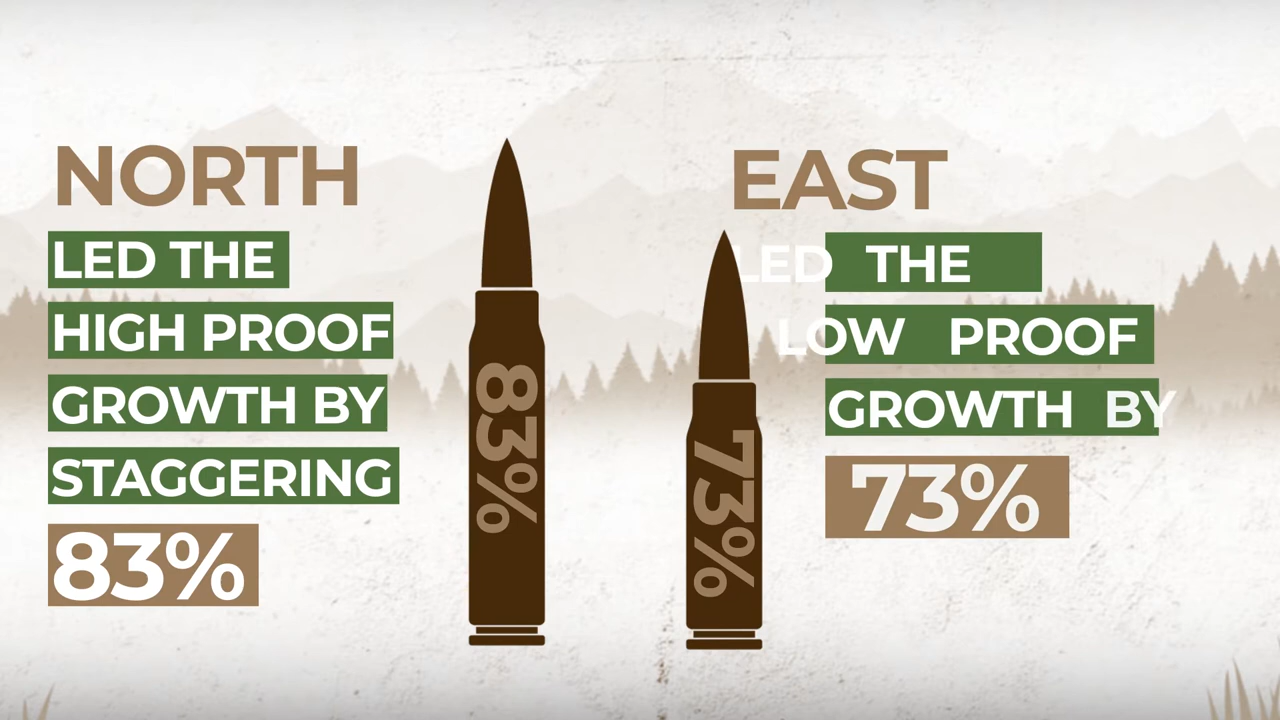 NORTH
LED THE
HIGH PROOF
GROWTH BY
STAGGERING
83%
83%
73%
EAST
LED THE
LOW PROOF
GROWTH BY
73%